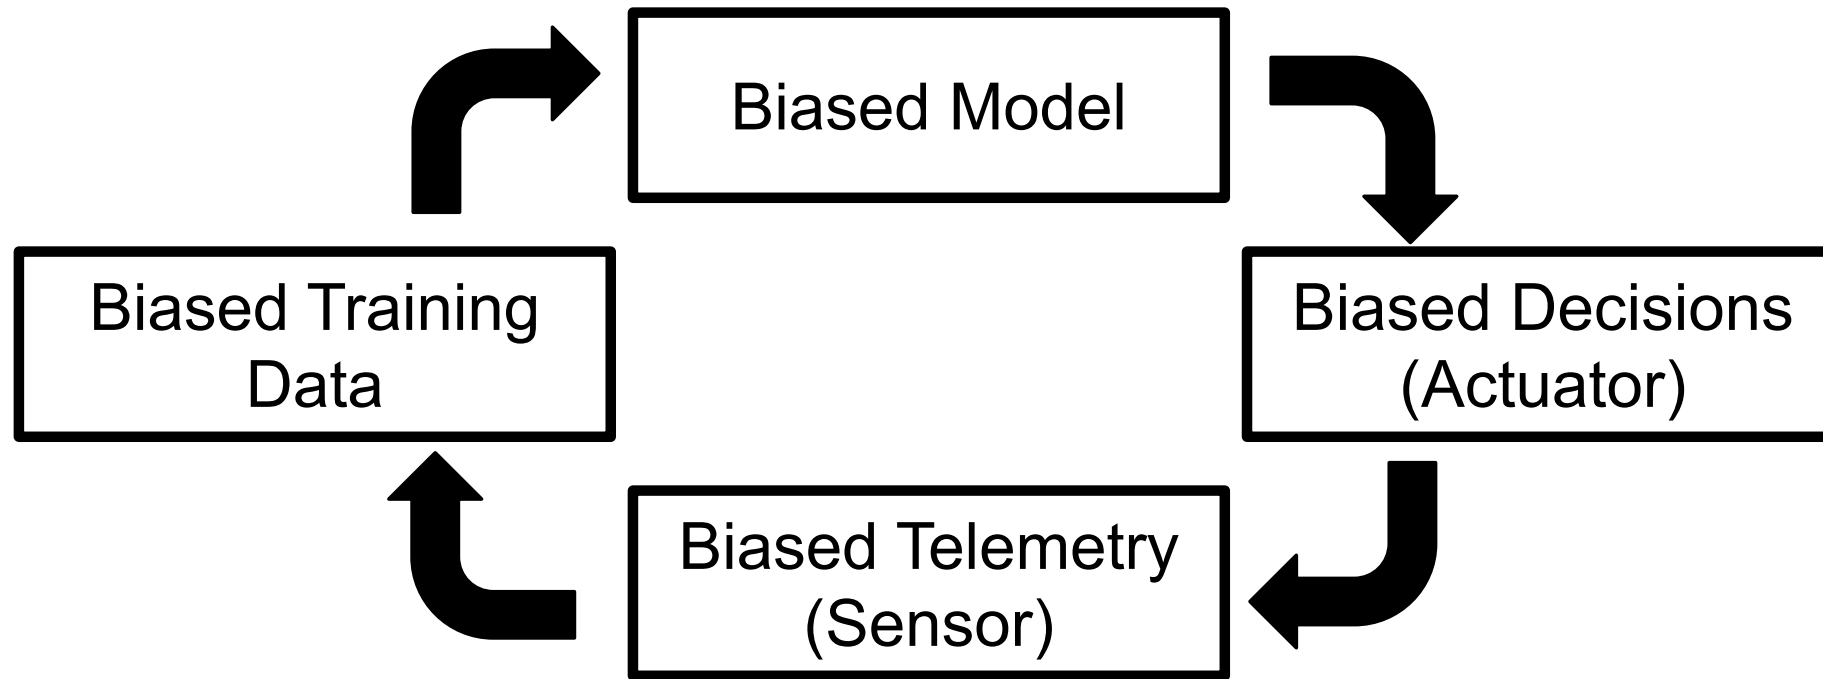 Biased Model
Biased Training
Data
Biased Decisions
(Actuator)
Biased Telemetry
(Sensor)